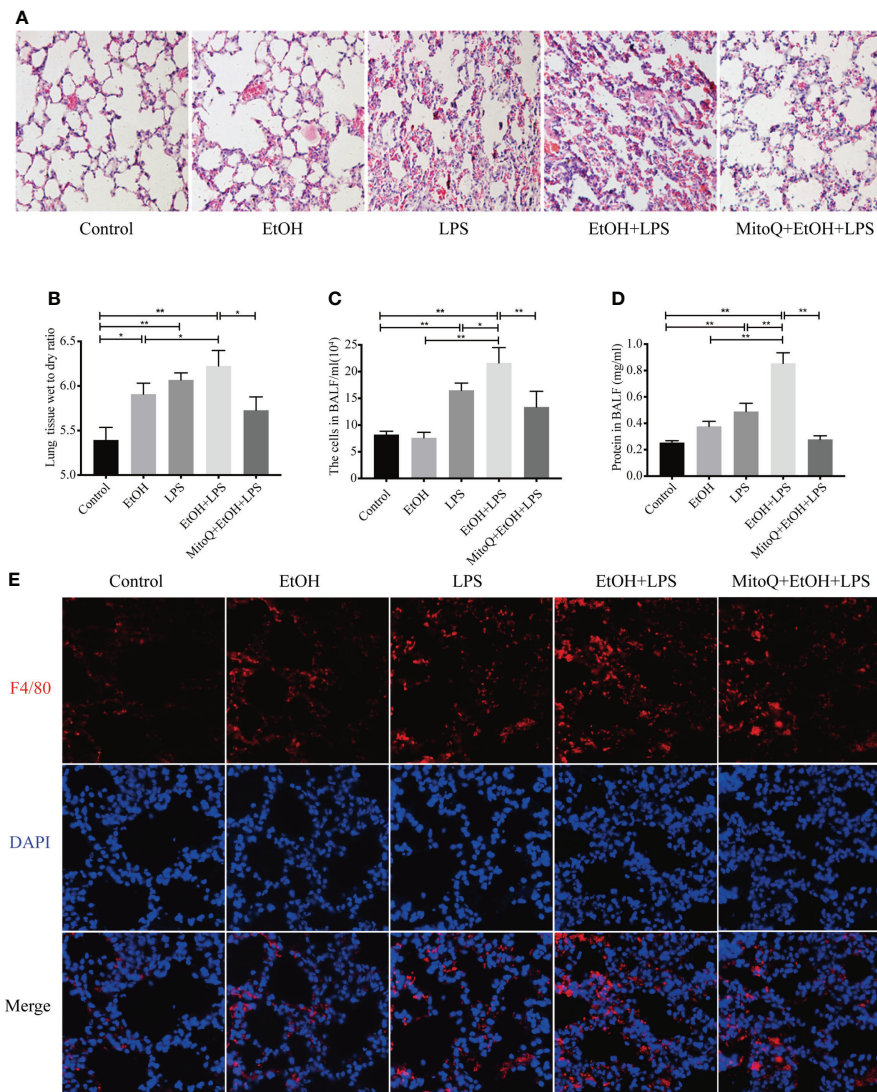 A
Control EtOH LPS EtOH+LPS MitoQ+EtOH+LPS
B
** *
**
* *
Lung tissue wet to dry ratio
6.5
6.0
5.5
5.0
Control
EtOH
LPS
EtOH+LPS
MitoQ+EtOH+LPS
C
** **
** *
**
The cells in BALF/ml(10⁴)
25
20
15
10
5
0
Control
EtOH
LPS
EtOH+LPS
MitoQ+EtOH+LPS
D
** **
** **
**
Protein in BALF (mg/ml)
1.0
0.8
0.6
0.4
0.2
0.0
Control
EtOH
LPS
EtOH+LPS
MitoQ+EtOH+LPS
E
Control EtOH LPS EtOH+LPS MitoQ+EtOH+LPS
F4/80
DAPI
Merge